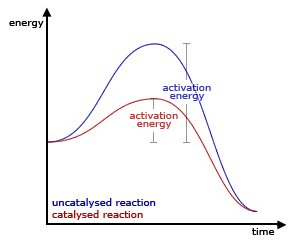 energy
activation
energy
activation
energy
uncatalysed reaction
catalysed reaction
time